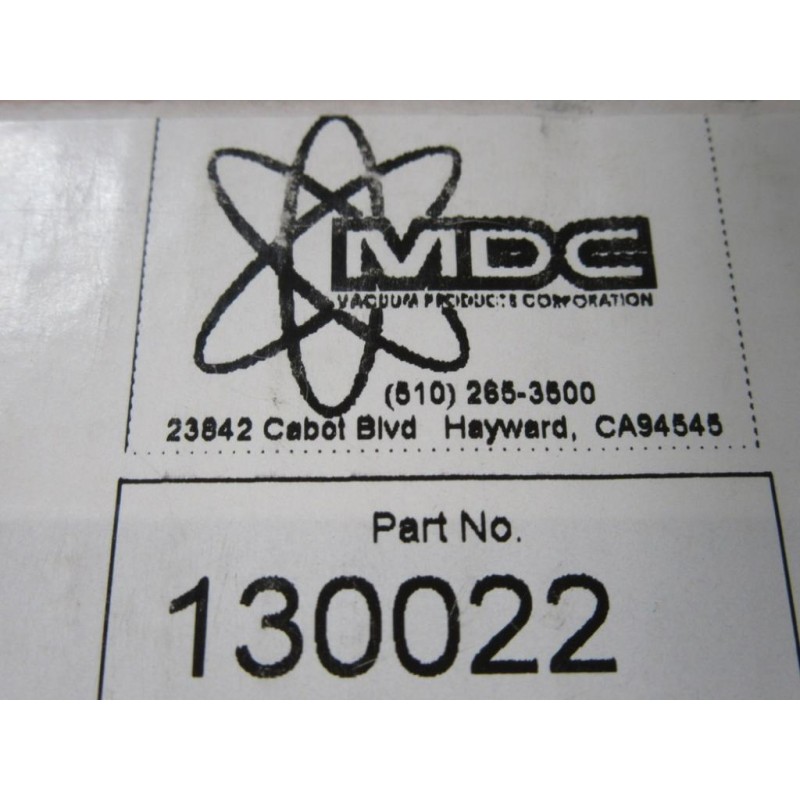 MDC
VACUUM PRODUCTS CORPORATION
(510) 265-3500
23842 Cabot Blvd Hayward, CA94545
Part No.
130022